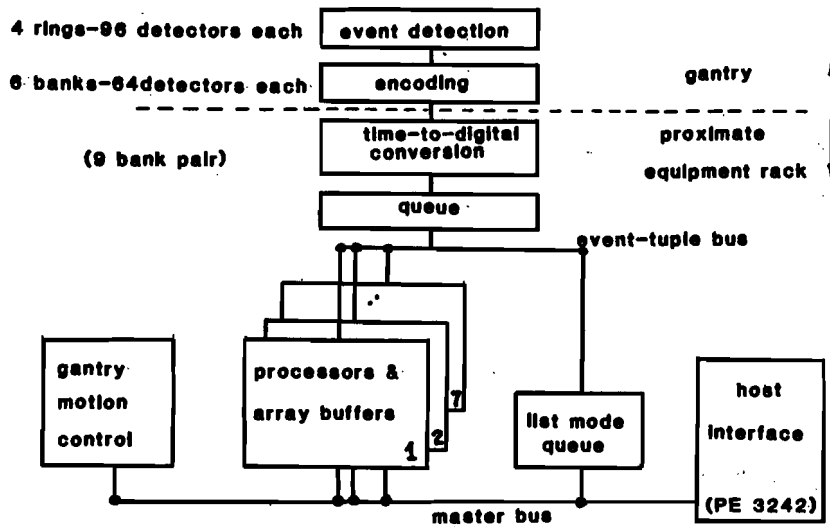 4 rings-96 detectors each
event detection
6 banks-64detectors each
encoding
gantry
time-to-digital
conversion
proximate
(9 bank pair)
equipment rack
queue
event-tuple bus
gantry
motion
control
processors &
array buffers
1
2
7
list mode
queue
host
interface
(PE 3242)
master bus